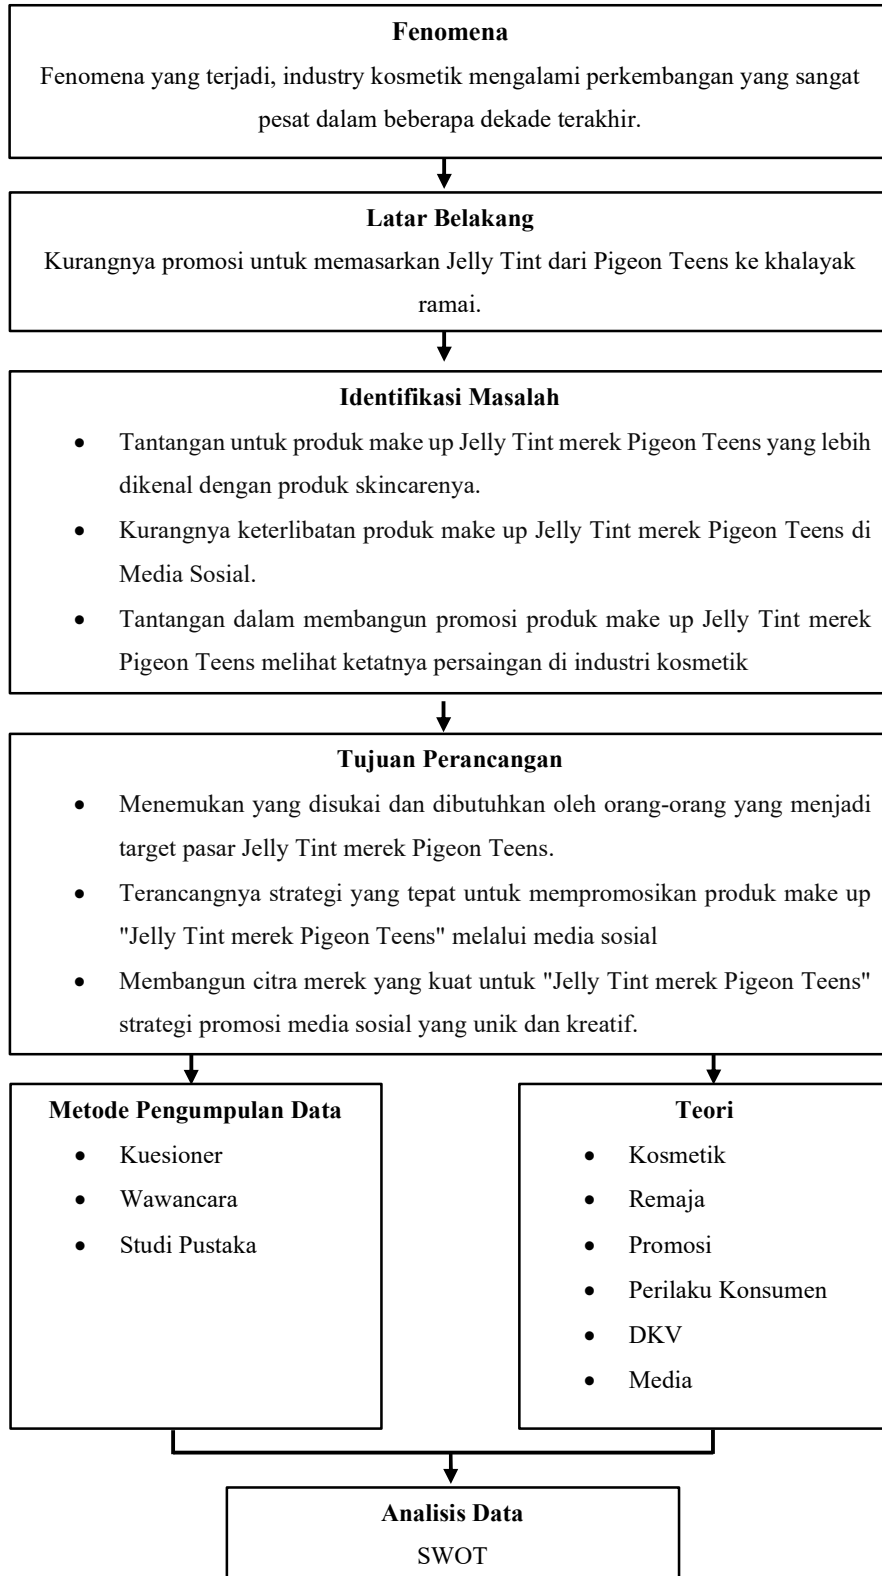 Fenomena
Fenomena yang terjadi, industry kosmetik mengalami perkembangan yang sangat
pesat dalam beberapa dekade terakhir.
Latar Belakang
Kurangnya promosi untuk memasarkan Jelly Tint dari Pigeon Teens ke khalayak
ramai.
Identifikasi Masalah
• Tantangan untuk produk make up Jelly Tint merek Pigeon Teens yang lebih
dikenal dengan produk skincarenya.
• Kurangnya keterlibatan produk make up Jelly Tint merek Pigeon Teens di
Media Sosial.
• Tantangan dalam membangun promosi produk make up Jelly Tint merek
Pigeon Teens melihat ketatnya persaingan di industri kosmetik
Tujuan Perancangan
• Menemukan yang disukai dan dibutuhkan oleh orang-orang yang menjadi
target pasar Jelly Tint merek Pigeon Teens.
• Terancangnya strategi yang tepat untuk mempromosikan produk make up
"Jelly Tint merek Pigeon Teens" melalui media sosial
• Membangun citra merek yang kuat untuk "Jelly Tint merek Pigeon Teens"
strategi promosi media sosial yang unik dan kreatif.
Metode Pengumpulan Data
• Kuesioner
• Wawancara
• Studi Pustaka
Teori
• Kosmetik
• Remaja
• Promosi
• Perilaku Konsumen
• DKV
• Media
Analisis Data
SWOT